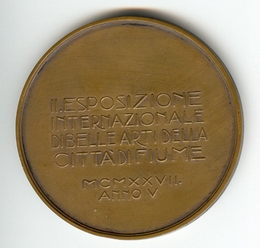 II. ESPOSIZIONE
INTERNAZIONALE
DI BELLE ARTI DELLA
CITTA DI FIUME
MCMXXVII.
ANNO V